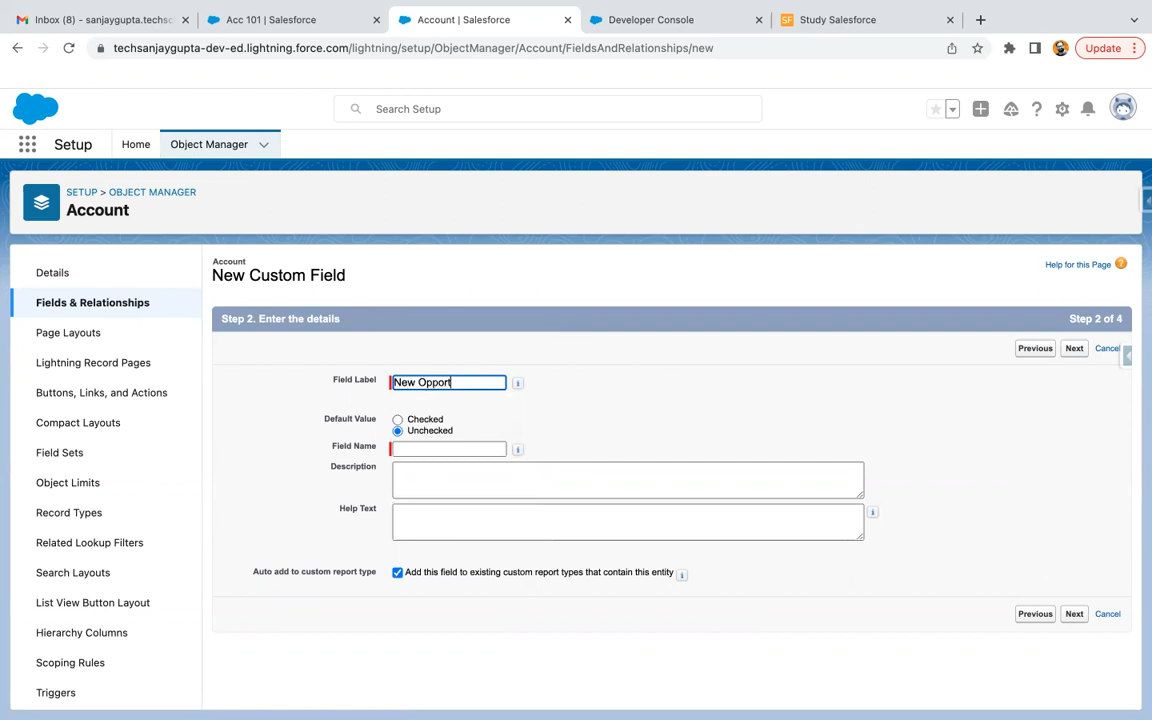 Inbox (0) - sanjaygupta.techsc
Acc 101 | Salesforce
Account | Salesforce
Developer Console
SF
Study Salesforce
techsanjaygupta-dev-ed.lightning.force.com/lightning/setup/ObjectManager/Account/FieldsAndRelationships/new
Update
Search Setup
Setup
Home
Object Manager
SETUP > OBJECT MANAGER
Account
Details
Fields & Relationships
Page Layouts
Lightning Record Pages
Buttons, Links, and Actions
Compact Layouts
Field Sets
Object Limits
Record Types
Related Lookup Filters
Search Layouts
List View Button Layout
Hierarchy Columns
Scoping Rules
Triggers
Account
New Custom Field
Help for this Page ?
Step 2. Enter the details
Step 2 of 4
Previous
Next
Cancel
Field Label
New Opport
i
Default Value
Checked
Unchecked
Field Name
i
Description
Help Text
i
Auto add to custom report type
Add this field to existing custom report types that contain this entity
i
Previous
Next
Cancel